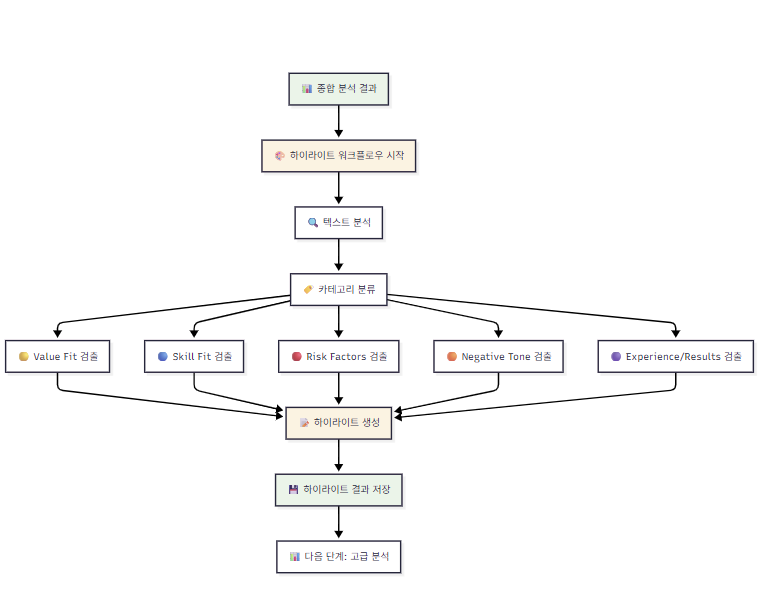 📊 종합 분석 결과
🎨 하이라이트 워크플로우 시작
🔍 텍스트 분석
🏷️ 카테고리 분류
🟡 Value Fit 검출
🔵 Skill Fit 검출
🔴 Risk Factors 검출
🟠 Negative Tone 검출
🟣 Experience/Results 검출
📝 하이라이트 생성
💾 하이라이트 결과 저장
📊 다음 단계: 고급 분석